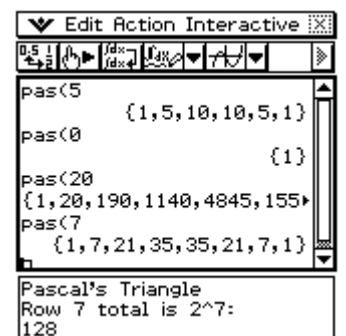 Edit Action Interactive
pas(5
{1,5,10,10,5,1}
pas(0
{1}
pas(20
{1,20,190,1140,4845,155
pas(7
{1,7,21,35,35,21,7,1}
Pascal's Triangle
Row 7 total is 2^7:
128